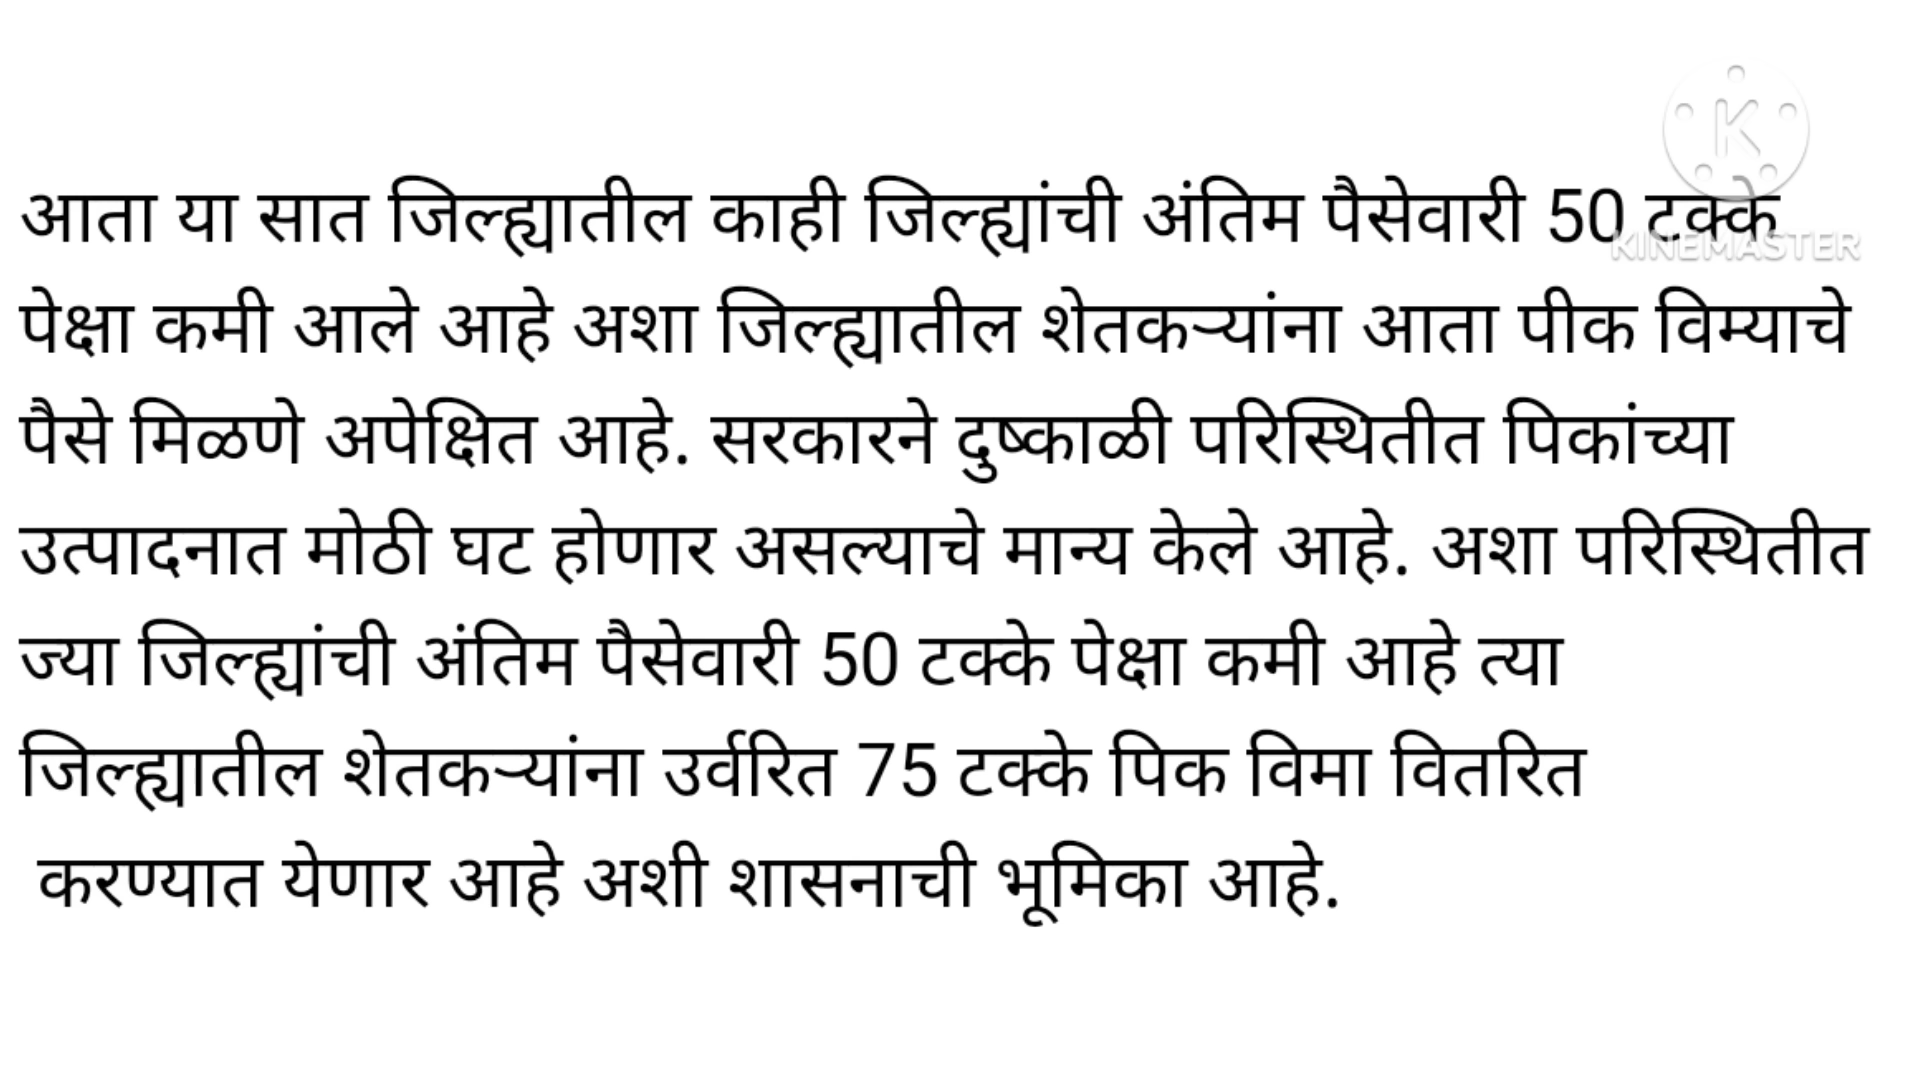 आता या सात जिल्ह्यातील काही जिल्ह्यांची अंतिम पैसेवारी 50 टक्के
पेक्षा कमी आले आहे अशा जिल्ह्यातील शेतकऱ्यांना आता पीक विम्याचे
पैसे मिळणे अपेक्षित आहे. सरकारने दुष्काळी परिस्थितीत पिकांच्या
उत्पादनात मोठी घट होणार असल्याचे मान्य केले आहे. अशा परिस्थितीत
ज्या जिल्ह्यांची अंतिम पैसेवारी 50 टक्के पेक्षा कमी आहे त्या
जिल्ह्यातील शेतकऱ्यांना उर्वरित 75 टक्के पिक विमा वितरित
करण्यात येणार आहे अशी शासनाची भूमिका आहे.
K
KINEMASTER